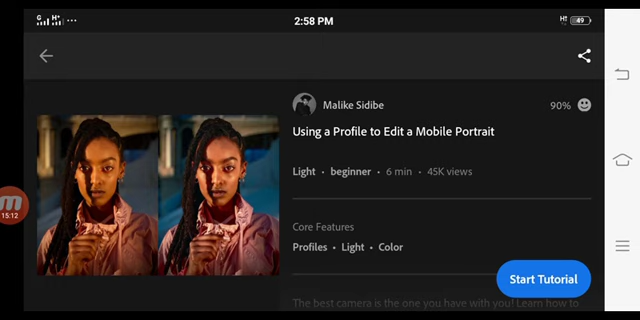 G H+ 2:58 PM H+ 49
Malike Sidibe 90%
Using a Profile to Edit a Mobile Portrait
Light • beginner • 6 min • 45K views
15:12
Core Features
Profiles • Light • Color
Start Tutorial
The best camera is the one you have with you! Learn how to